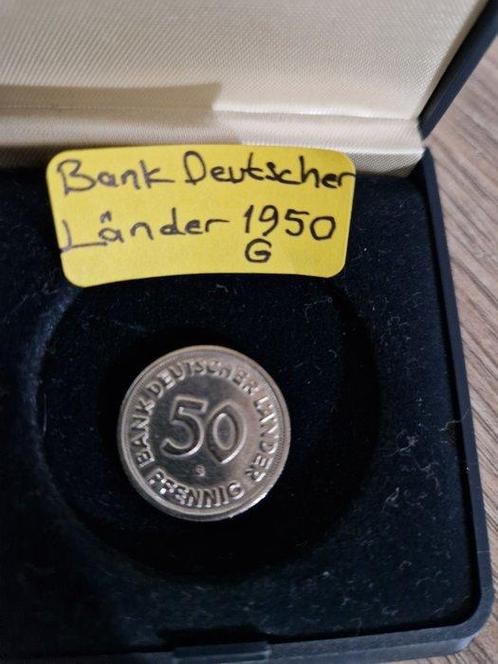 Bank Deutscher
Länder 1950
G
BANK DEUTSCHER LÄNDER
50
G
PFENNIG